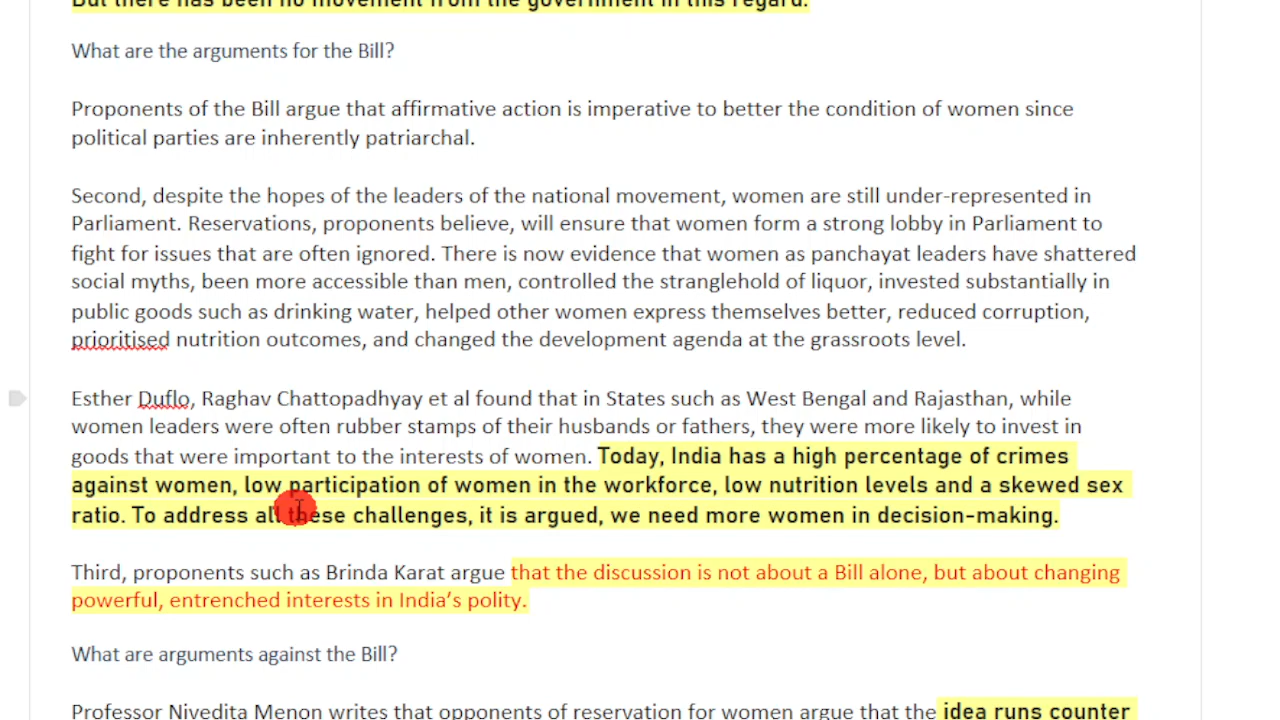 But there has been no movement from the government in this regard.
What are the arguments for the Bill?
Proponents of the Bill argue that affirmative action is imperative to better the condition of women since
political parties are inherently patriarchal.
Second, despite the hopes of the leaders of the national movement, women are still under-represented in
Parliament. Reservations, proponents believe, will ensure that women form a strong lobby in Parliament to
fight for issues that are often ignored. There is now evidence that women as panchayat leaders have shattered
social myths, been more accessible than men, controlled the stranglehold of liquor, invested substantially in
public goods such as drinking water, helped other women express themselves better, reduced corruption,
prioritised nutrition outcomes, and changed the development agenda at the grassroots level.
Esther Duflo, Raghav Chattopadhyay et al found that in States such as West Bengal and Rajasthan, while
women leaders were often rubber stamps of their husbands or fathers, they were more likely to invest in
goods that were important to the interests of women. Today, India has a high percentage of crimes
against women, low participation of women in the workforce, low nutrition levels and a skewed sex
ratio. To address all these challenges, it is argued, we need more women in decision-making.
Third, proponents such as Brinda Karat argue that the discussion is not about a Bill alone, but about changing
powerful, entrenched interests in India’s polity.
What are arguments against the Bill?
Professor Nivedita Menon writes that opponents of reservation for women argue that the idea runs counter